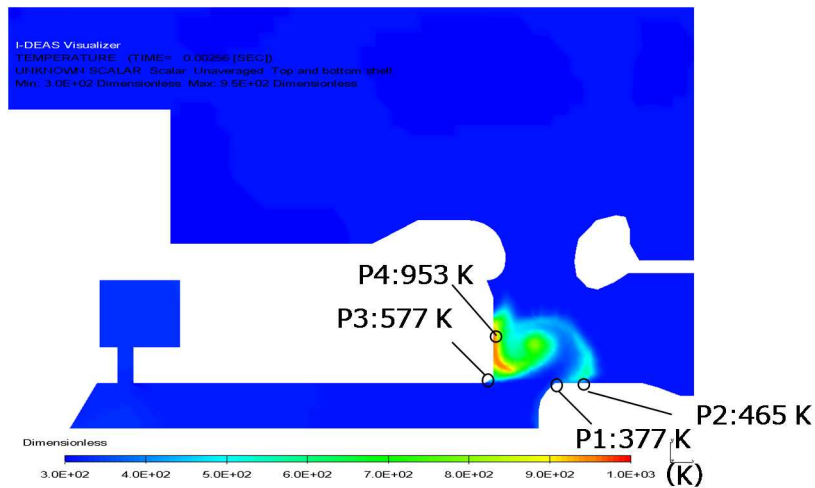 I-DEAS Visualizer
TEMPERATURE (TIME= 0.00256 [SEC])
UNKNOWN SCALAR Scalar Unaveraged Top and bottom shell
Min: 3.0E+02 Dimensionless Max: 9.5E+02 Dimensionless
P4:953 K
P3:577 K
P2:465 K
P1:377 K
Dimensionless
3.0E+02 4.0E+02 5.0E+02 6.0E+02 7.0E+02 8.0E+02 9.0E+02 1.0E+03
(K)